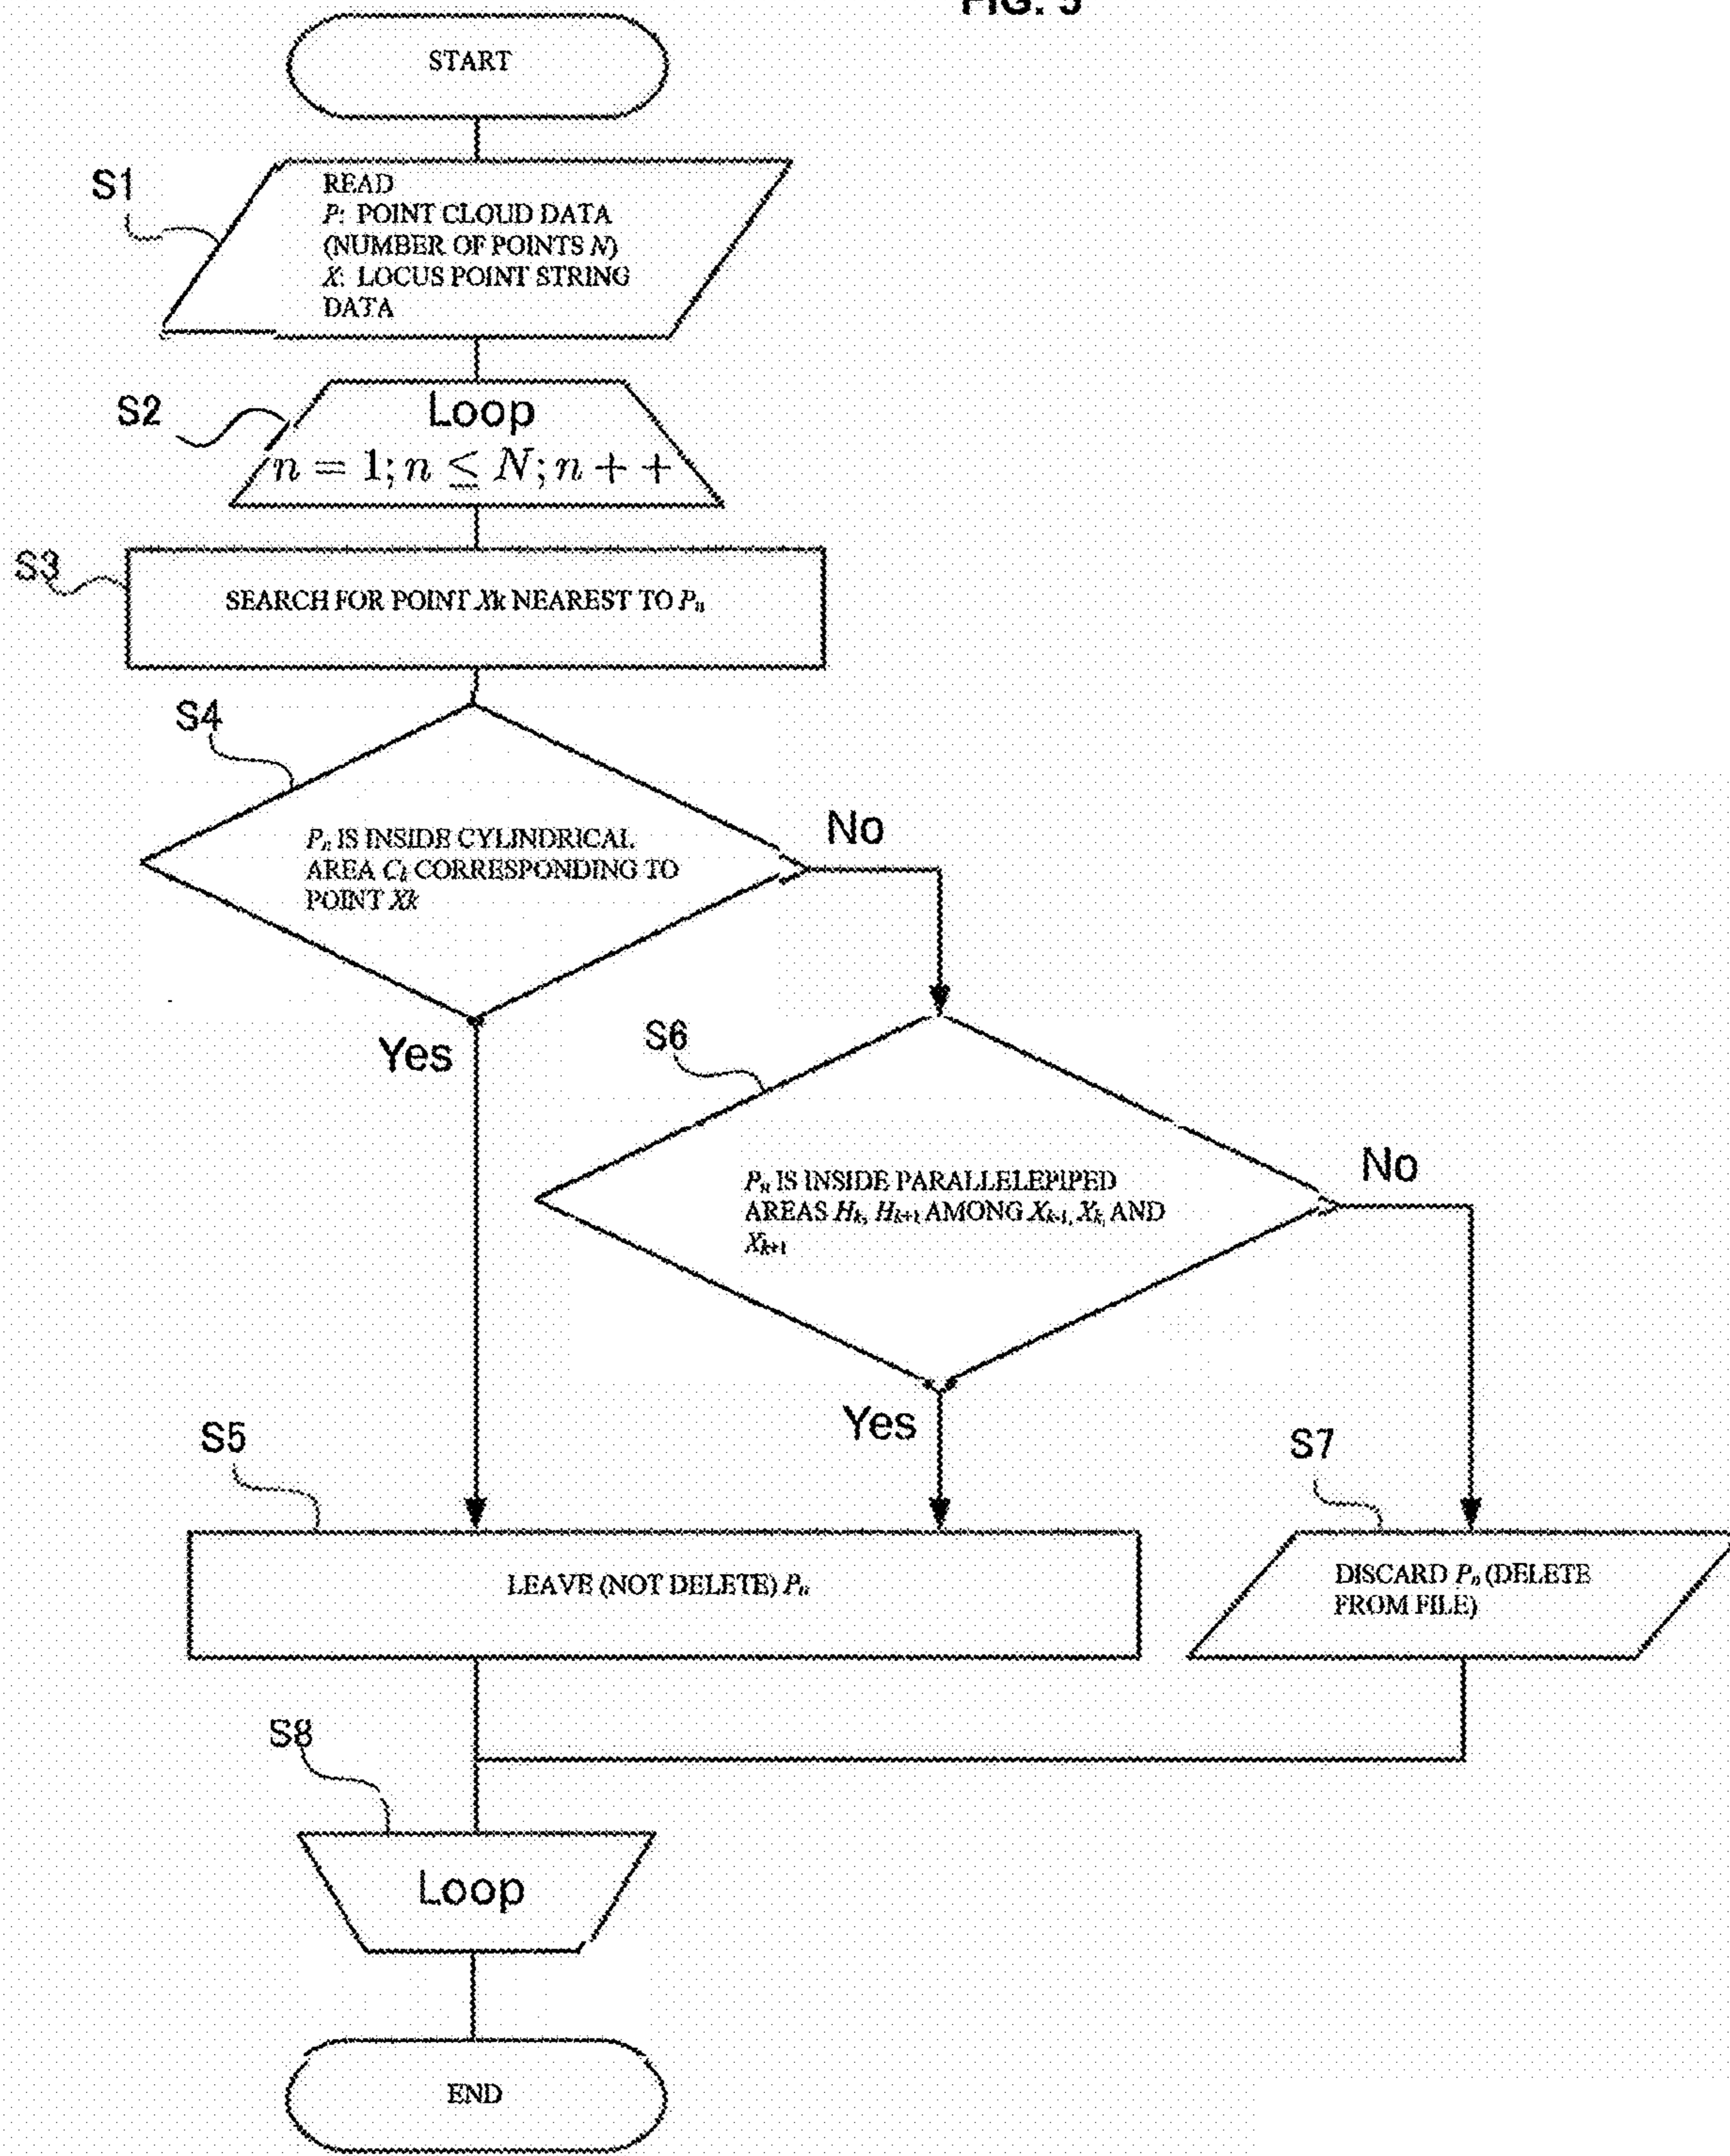 START
S1
READ
P: POINT CLOUD DATA
(NUMBER OF POINTS N)
X: LOCUS POINT STRING
DATA
S2
Loop
n = 1; n ≤ N; n + +
S3
SEARCH FOR POINT Xk NEAREST TO Pn
S4
Pn IS INSIDE CYLINDRICAL
AREA Ck CORRESPONDING TO
POINT Xk
No
Yes
S6
Pn IS INSIDE PARALLELEPIPED
AREAS Hk, Hk+1 AMONG Xk-1, Xk, AND
Xk+1
No
Yes
S5
LEAVE (NOT DELETE) Pn
S7
DISCARD Pn (DELETE
FROM FILE)
S8
Loop
END